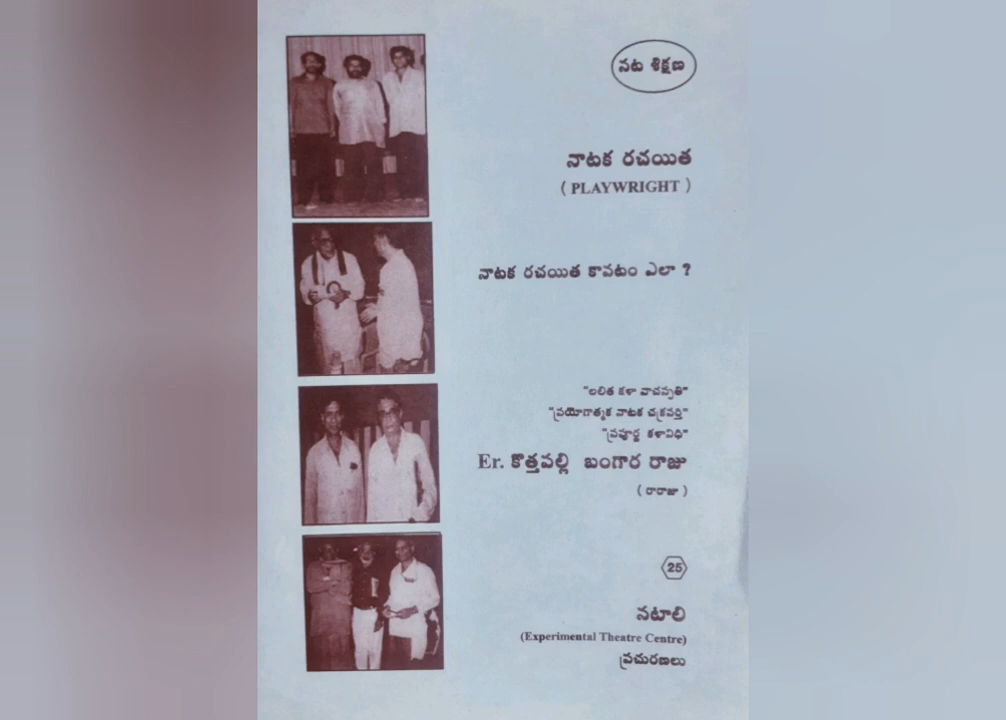 నట శిక్షణ
నాటక రచయిత
( PLAYWRIGHT )
నాటక రచయిత కావటం ఎలా ?
"లలిత కళా వాచస్పతి"
"ప్రయోగాత్మక నాటక చక్రవర్తి"
"ప్రపూర్ణ కళానిధి"
Er. కొత్తపల్లి బంగార రాజు
( రారాజు )
25
నటాలి
(Experimental Theatre Centre)
ప్రచురణలు